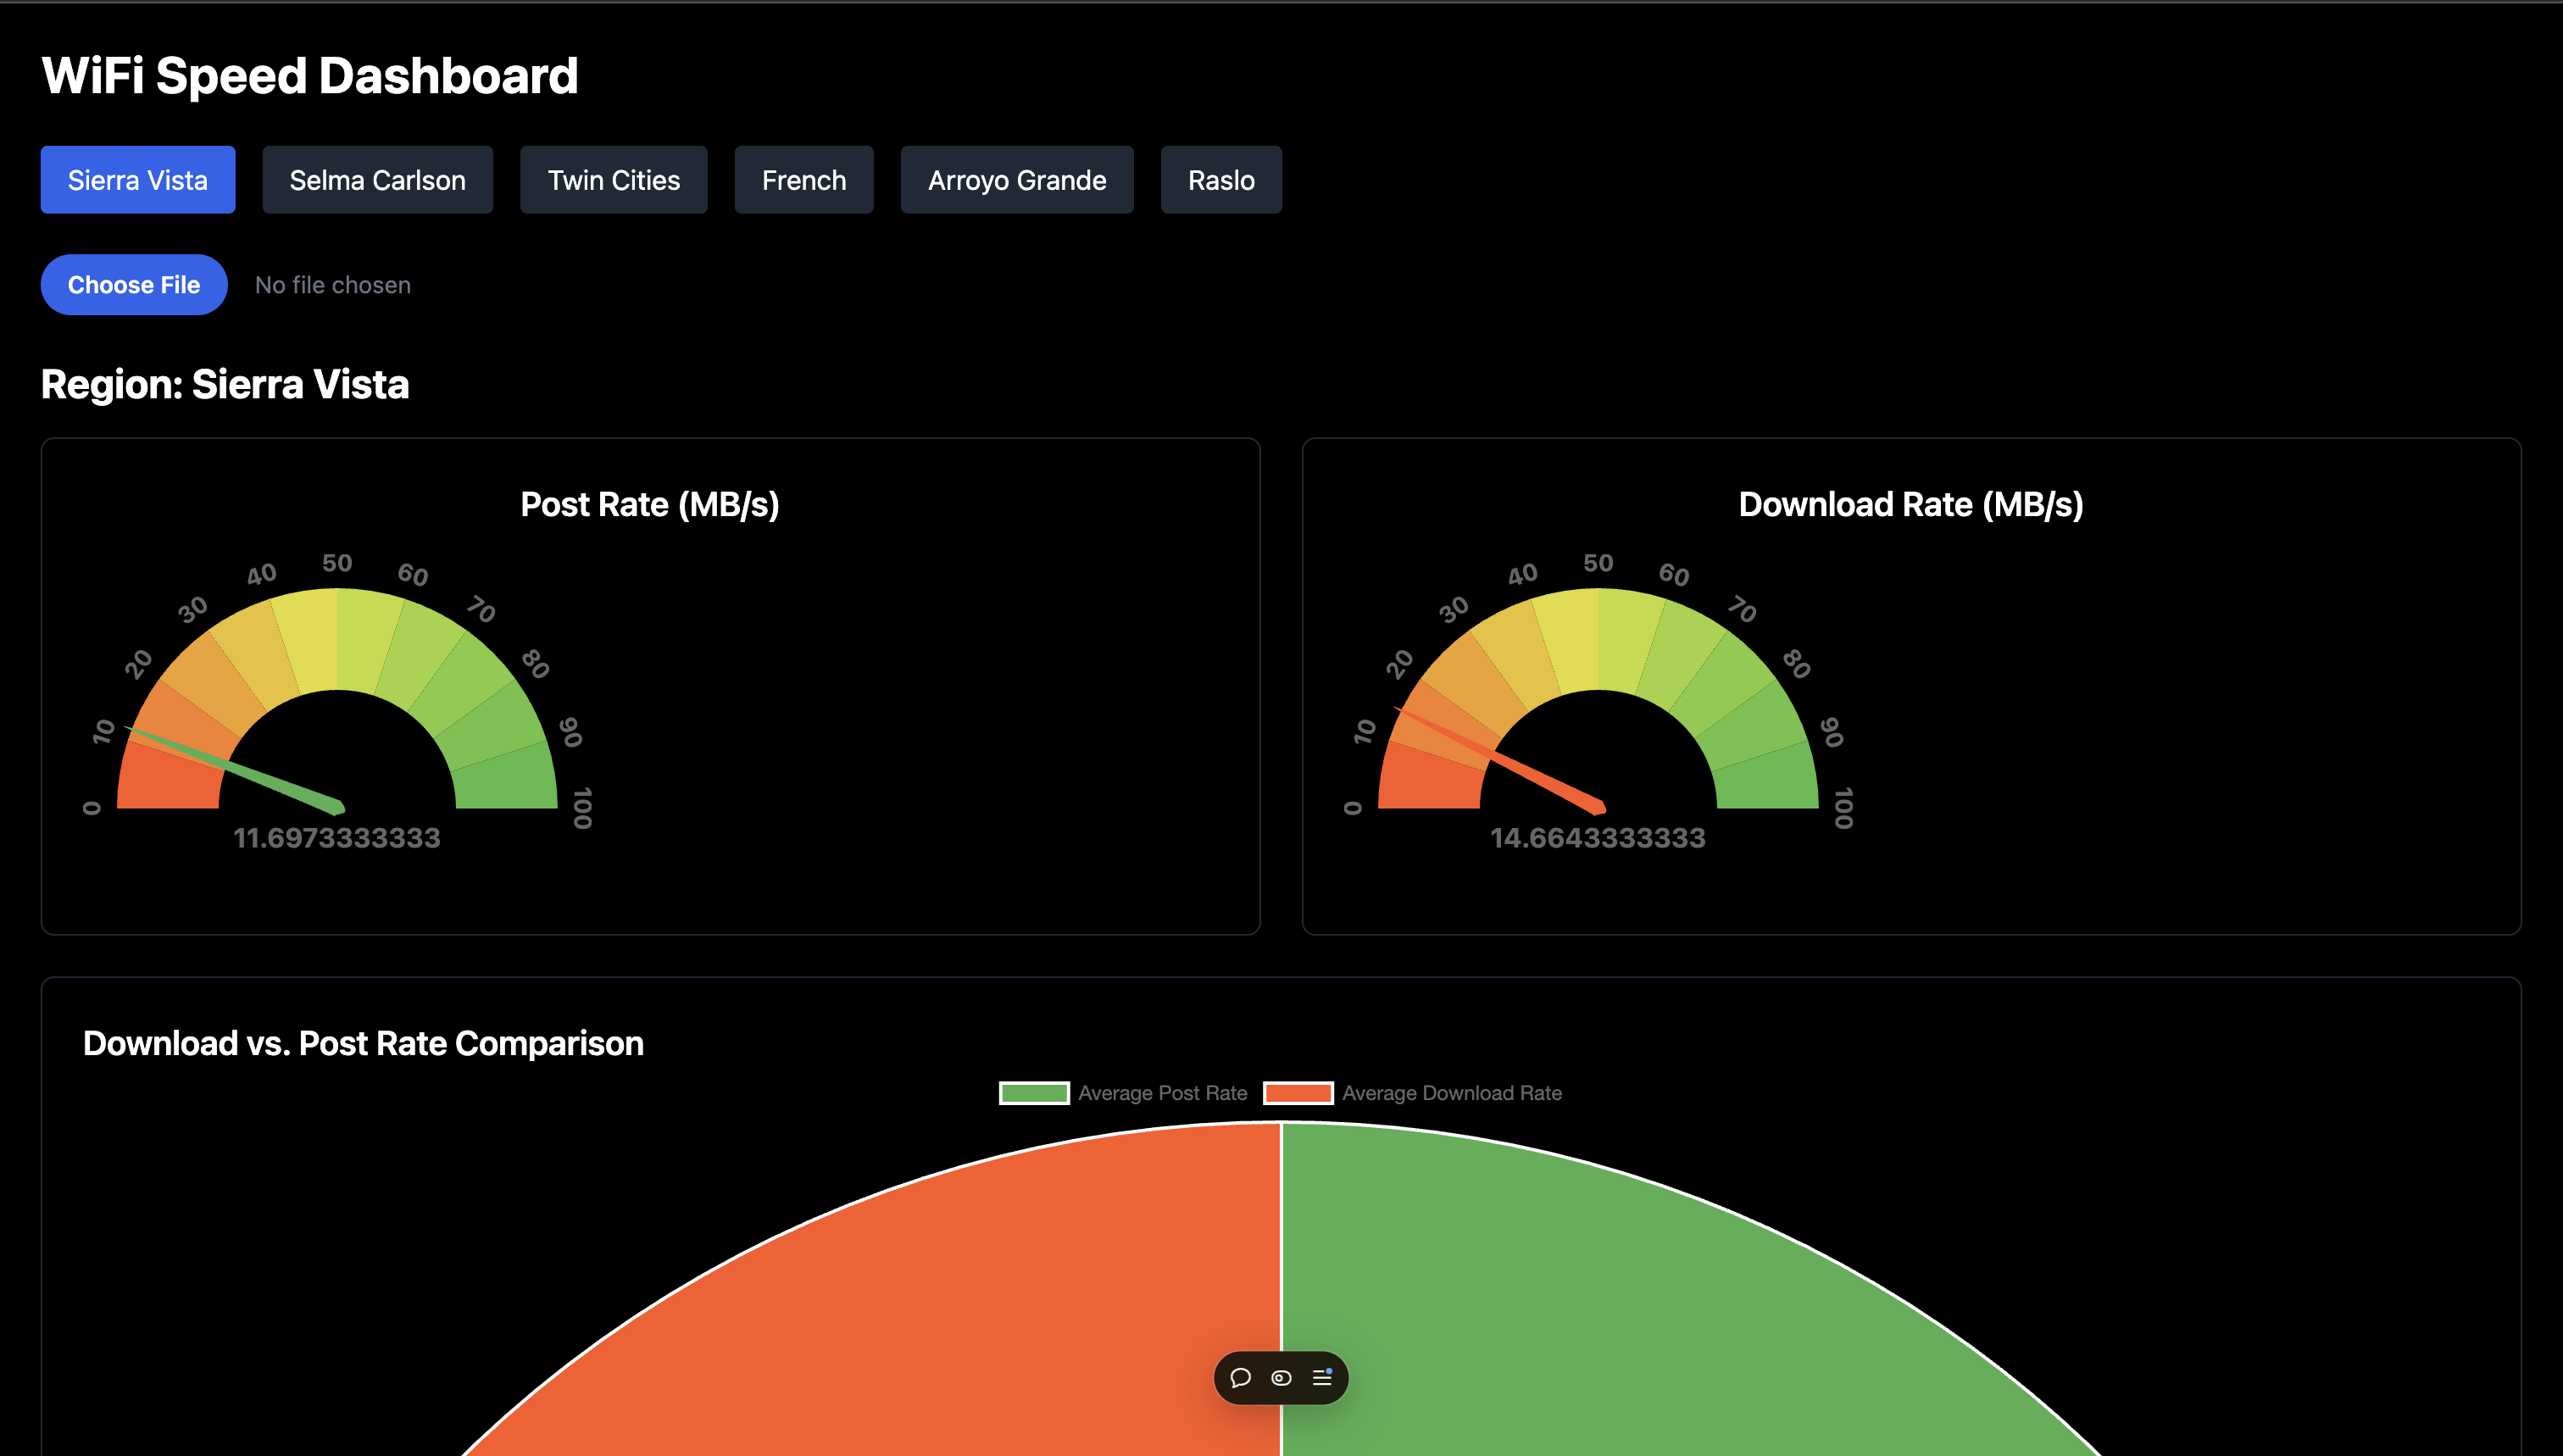 WiFi Speed Dashboard
Sierra Vista Selma Carlson Twin Cities French Arroyo Grande Raslo
Choose File No file chosen
Region: Sierra Vista
Post Rate (MB/s)
0 10 20 30 40 50 60 70 80 90 100
11.6973333333
Download Rate (MB/s)
0 10 20 30 40 50 60 70 80 90 100
14.6643333333
Download vs. Post Rate Comparison
Average Post Rate Average Download Rate